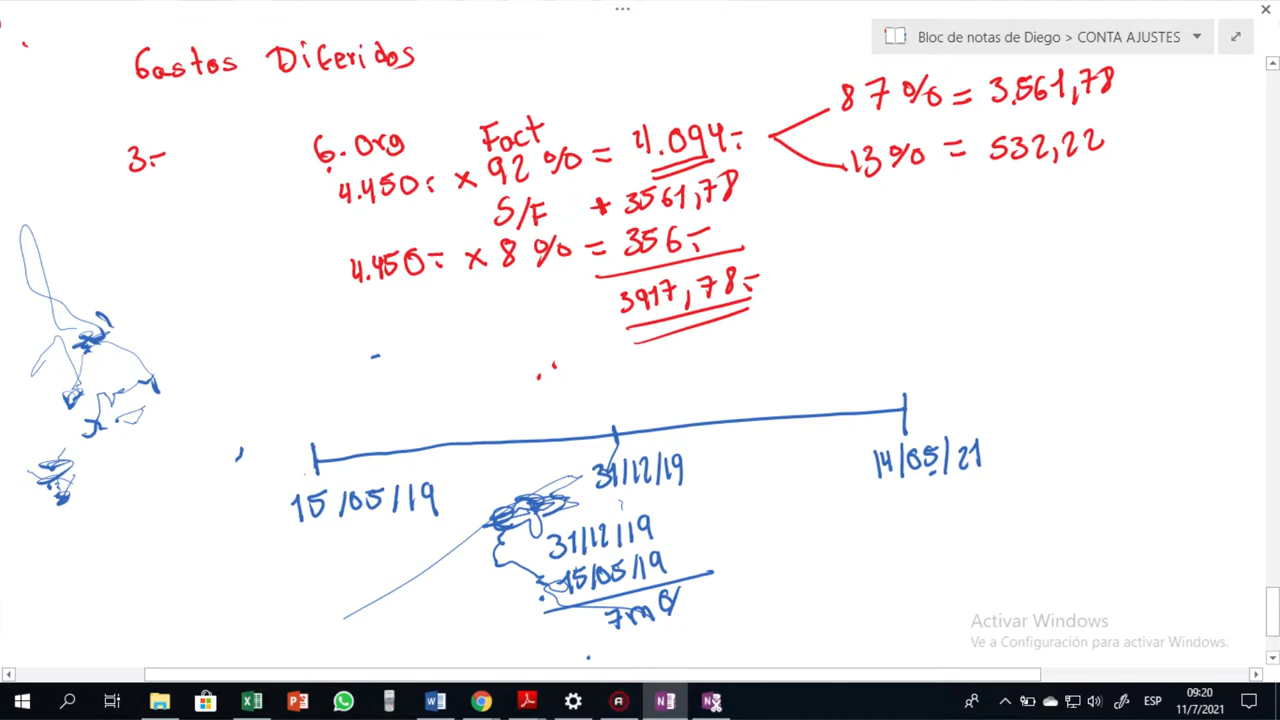 Bloc de notas de Diego > CONTA AJUSTES
Gastos Diferidos
87 % = 3.561,78
3.-
G. Org Fact
4.450.- x 92 % = 4.094.-
13 % = 532,22
S/F + 3561,78
4.450.- x 8 % = 356.-
3917,78.-
15/05/19
31/12/19
14/05/21
31/12/19
15/05/19
7m
Activar Windows
Ve a Configuración para activar Windows.
ESP
09:20
11/7/2021